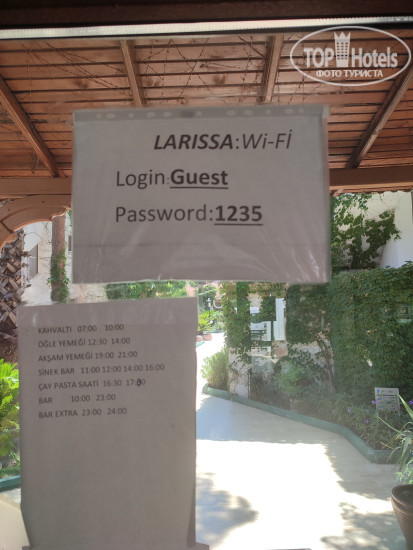 TOP Hotels
ФОТО ТУРИСТА
LARISSA:Wi-Fİ
Login:Guest
Password:1235
KAHVALTI 07:00 10:00
ÖĞLE YEMEĞİ 12:30 14:00
AKŞAM YEMEĞİ 19:00 21:00
SİNEK BAR 11:00 12:00 14:00 16:00
ÇAY PASTA SAATİ 16:30 17:30
BAR 10:00 23:00
BAR EXTRA 23:00 24:00